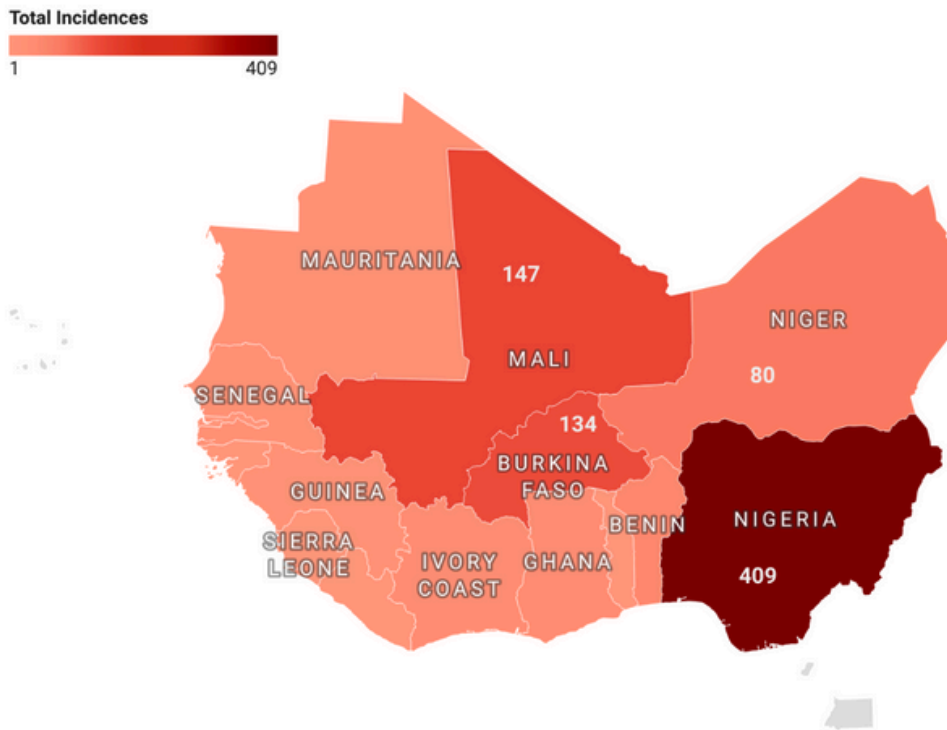 Total Incidences
1 409
MAURITANIA
147
NIGER
MALI
80
SENEGAL
134
BURKINA
FASO
GUINEA
BENIN
NIGERIA
SIERRA
LEONE
IVORY
COAST
GHANA
409